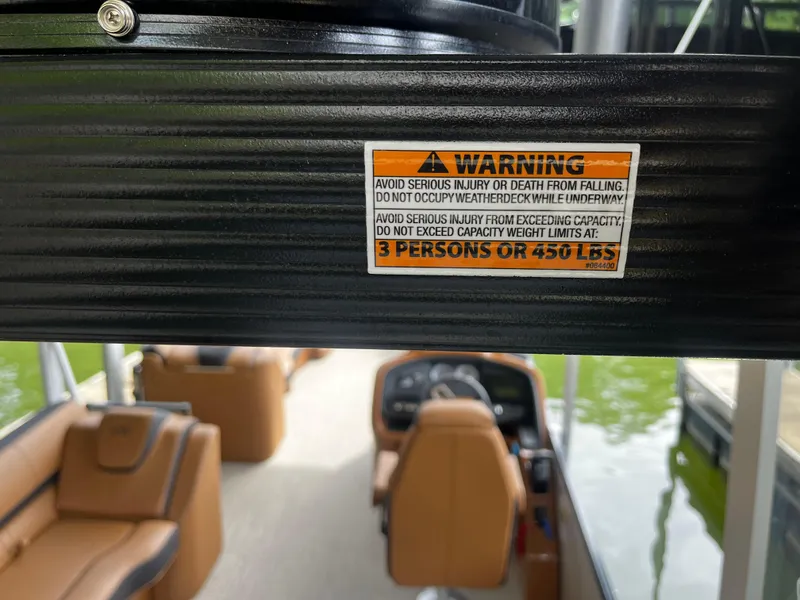 WARNING
AVOID SERIOUS INJURY OR DEATH FROM FALLING.
DO NOT OCCUPY WEATHERDECK WHILE UNDERWAY.
AVOID SERIOUS INJURY FROM EXCEEDING CAPACITY.
DO NOT EXCEED CAPACITY WEIGHT LIMITS AT:
3 PERSONS OR 450 LBS
#064400